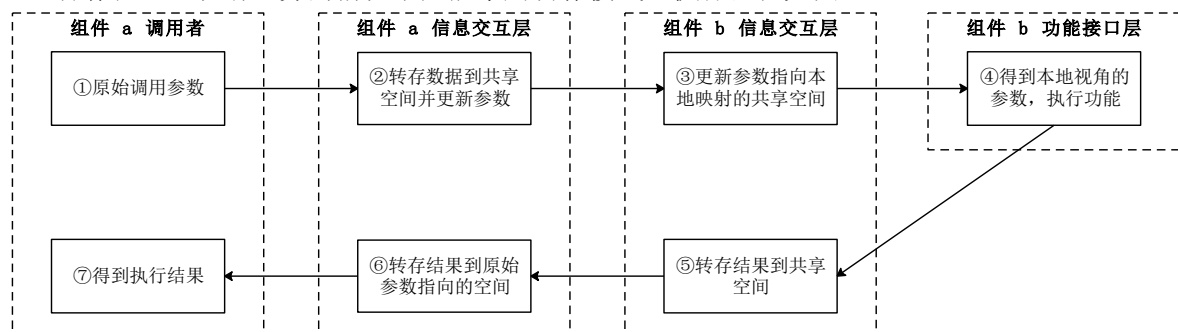 组件 a 调用者
组件 a 信息交互层
组件 b 信息交互层
组件 b 功能接口层
①原始调用参数
②转存数据到共享
空间并更新参数
③更新参数指向本
地映射的共享空间
④得到本地视角的
参数，执行功能
⑦得到执行结果
⑥转存结果到原始
参数指向的空间
⑤转存结果到共享
空间